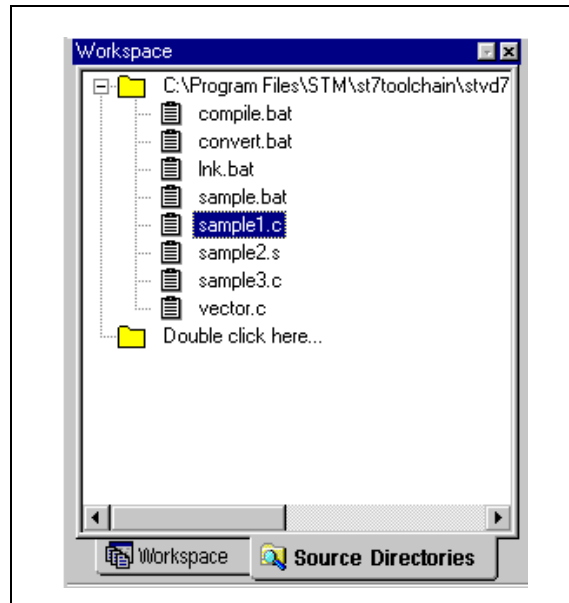 Workspace
C:\Program Files\STM\st7toolchain\stvd7
compile.bat
convert.bat
lnk.bat
sample.bat
sample1.c
sample2.s
sample3.c
vector.c
Double click here...
Workspace
Source Directories